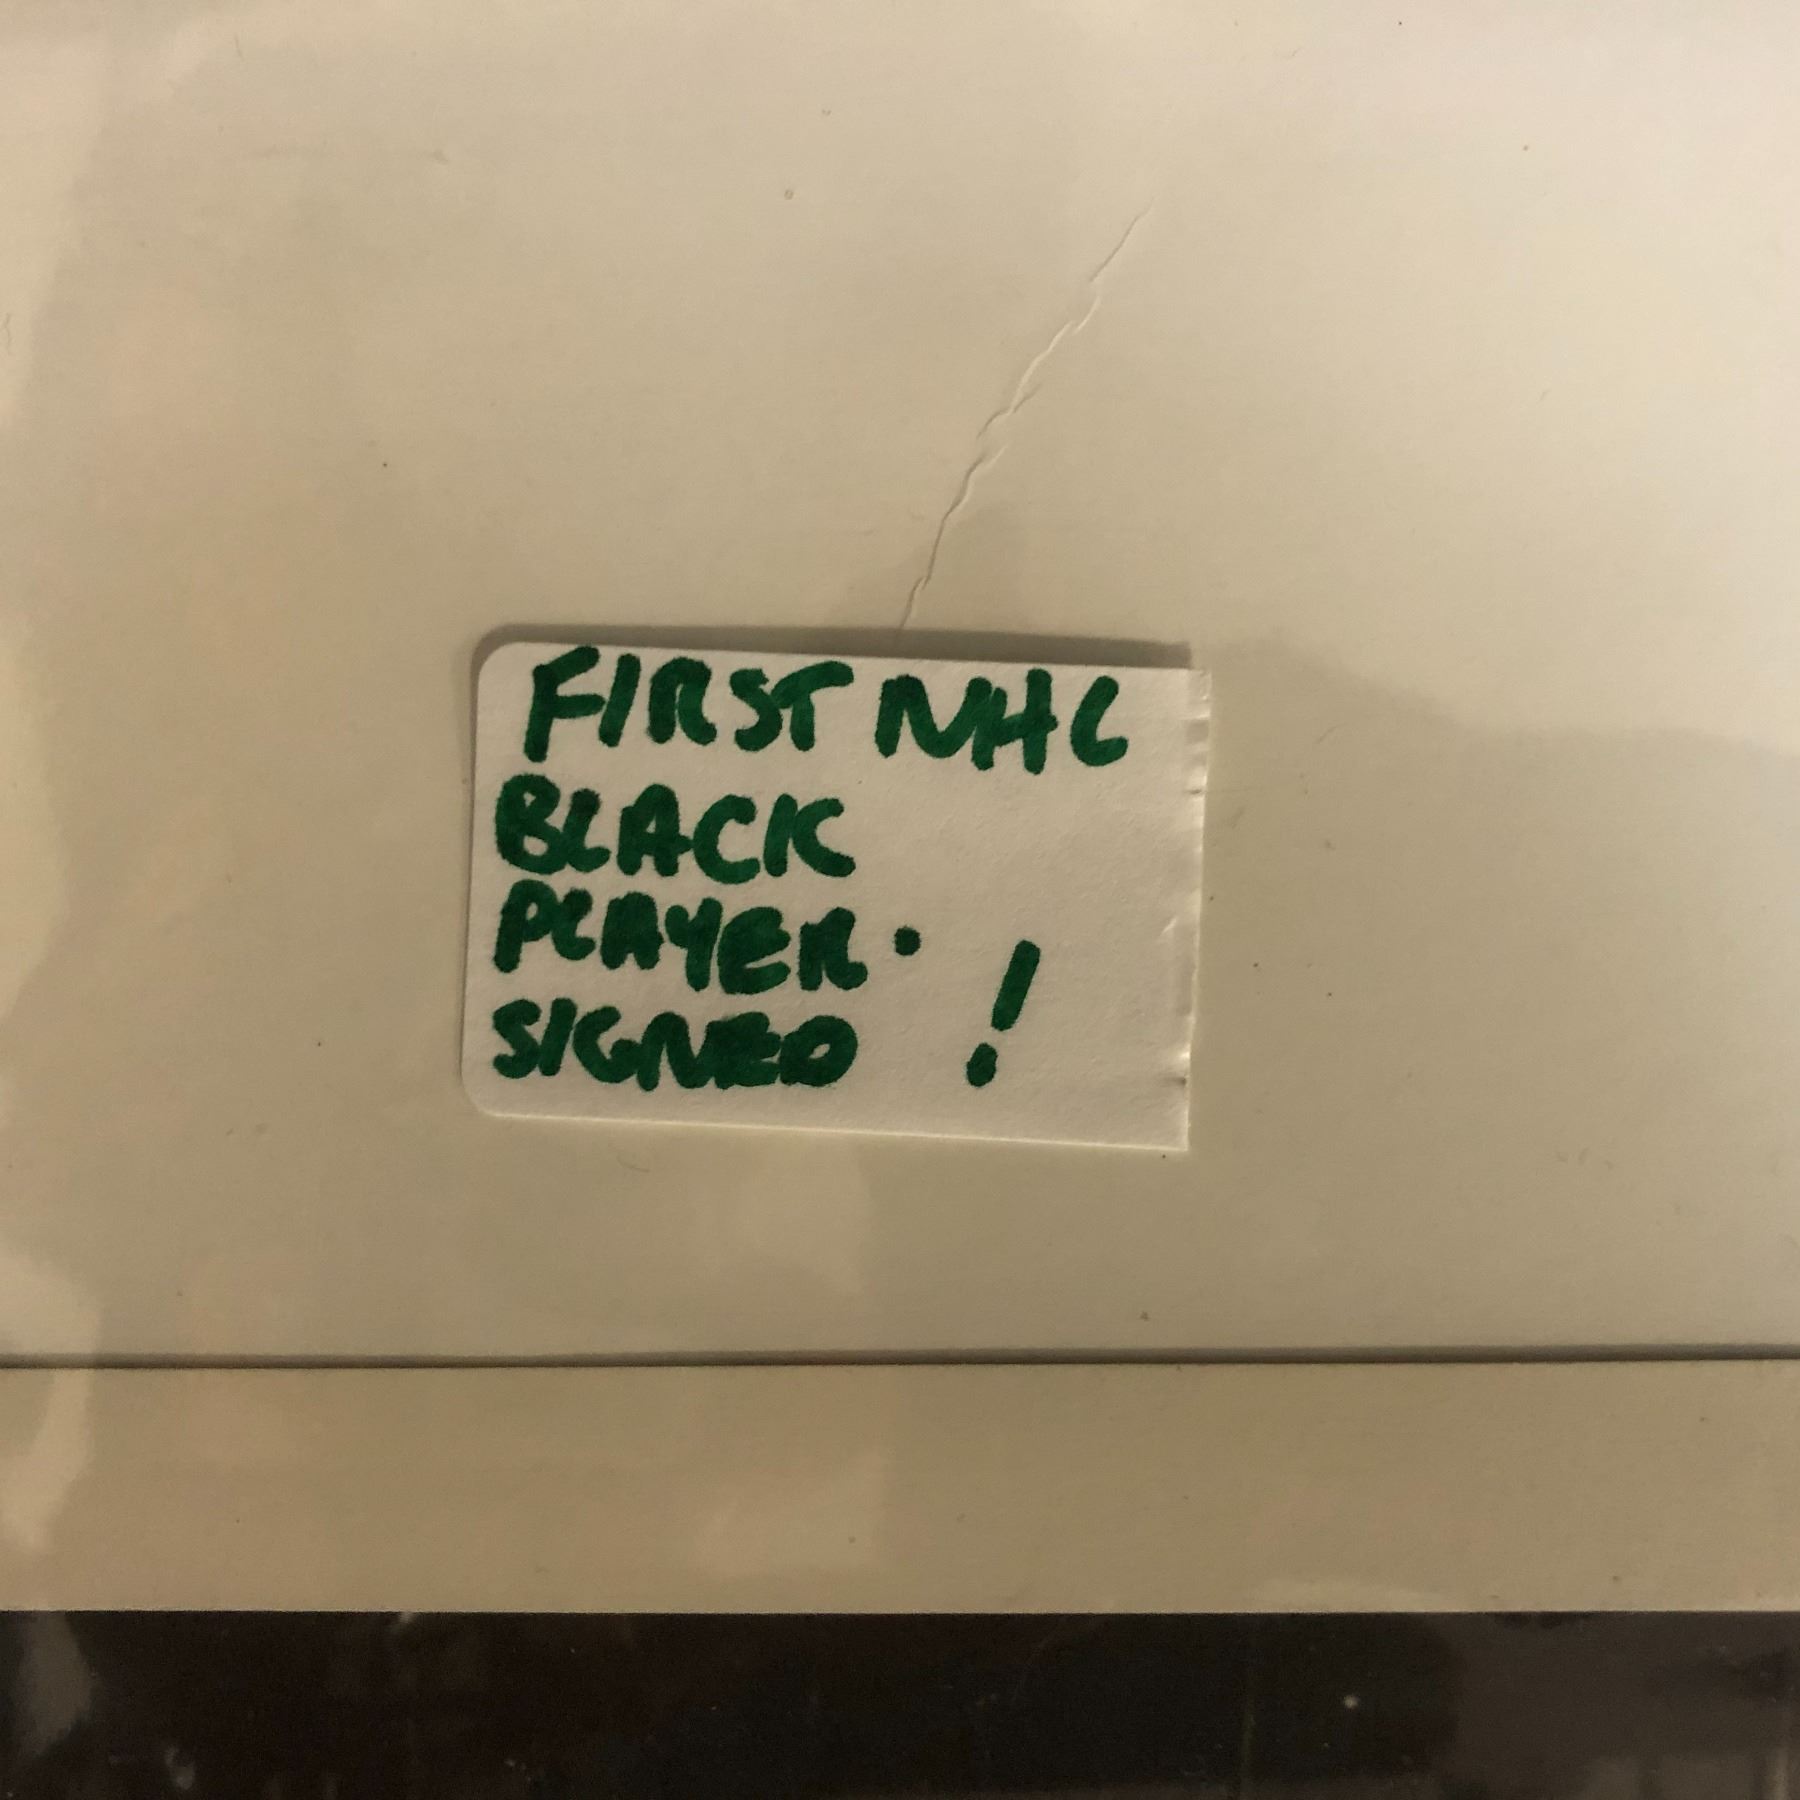 FIRST NHL
BLACK
PLAYER.
SIGNED !